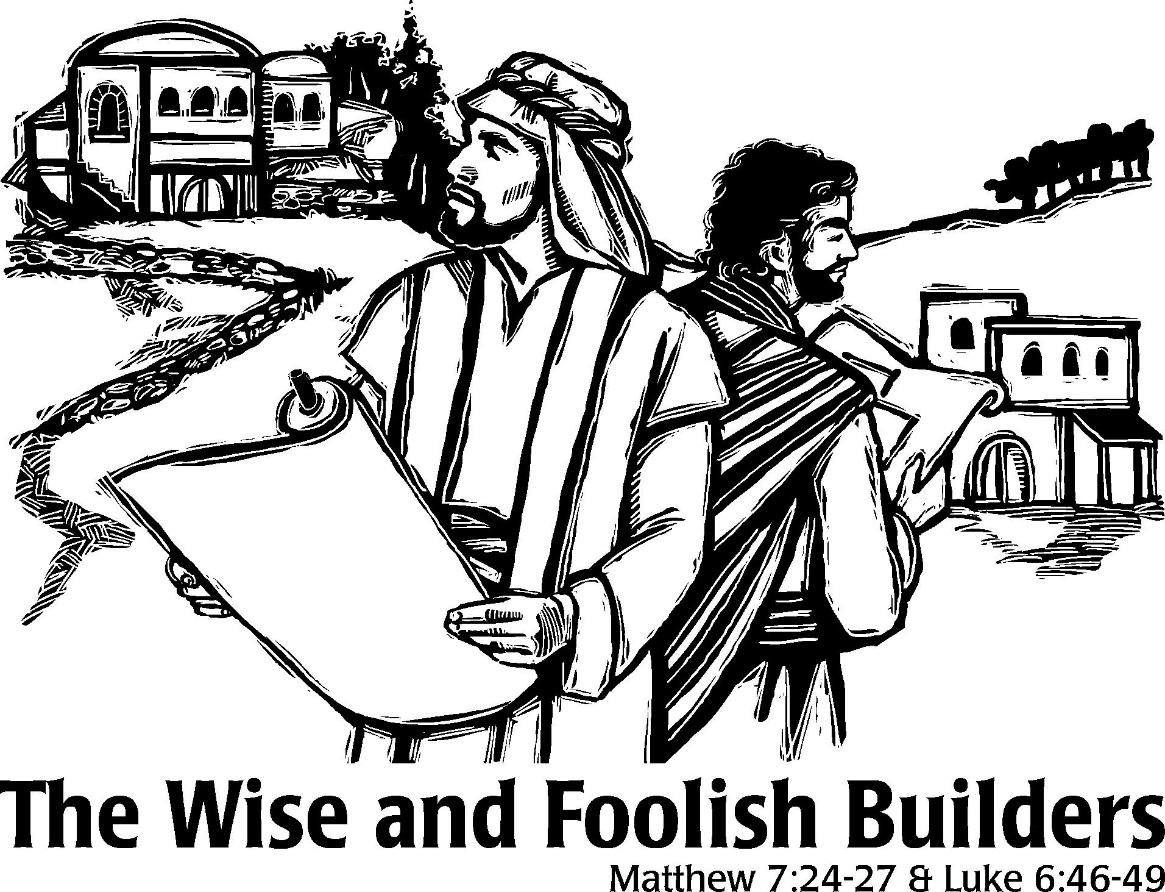 The Wise and Foolish Builders
Matthew 7:24-27 & Luke 6:46-49